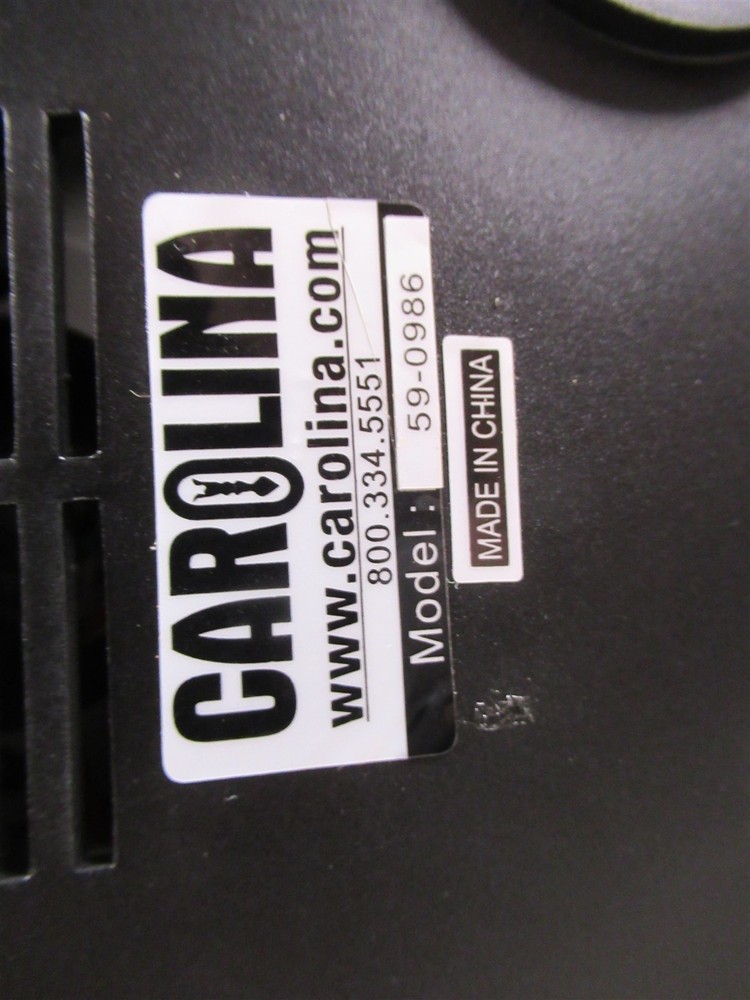 CAROLINA
www.carolina.com
800.334.5551
Model : 59-0986
MADE IN CHINA